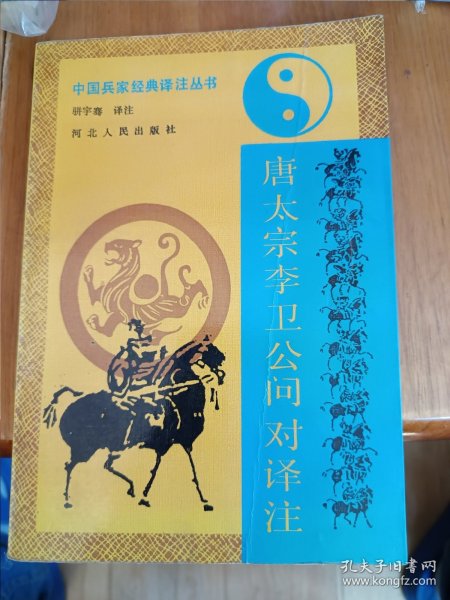 中国兵家经典译注丛书
骈宇骞 译注
河北人民出版社
唐太宗李卫公问对译注
孔夫子旧书网
www.kongfz.com